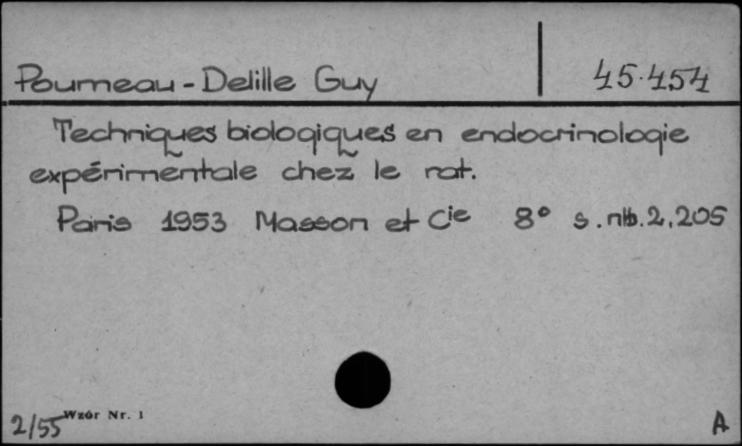 Poumeau-Delille Guy 45.454
Techniques biologiques en endocrinologie
expérimentale chez le rat.
Paris 1953 Masson et Cie 8° s. nlb. 2, 205
2/55 Wzór Nr. 1 A